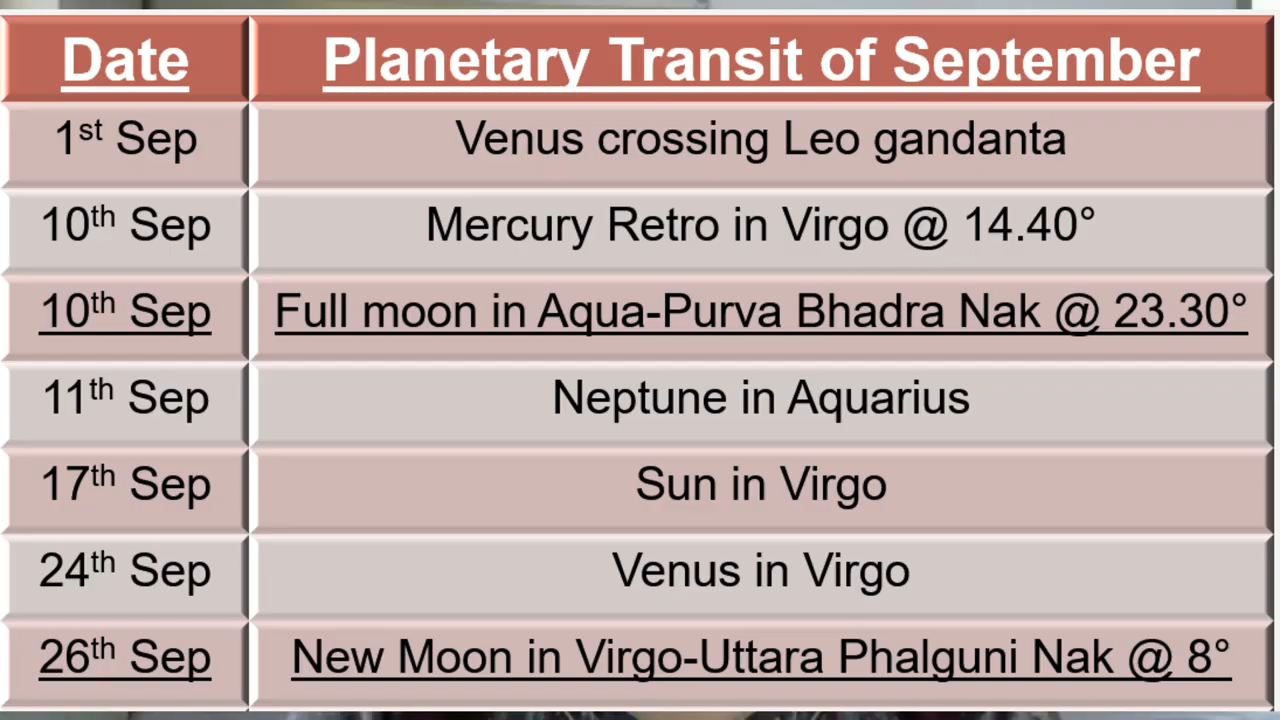 Date Planetary Transit of September
1st Sep Venus crossing Leo gandanta
10th Sep Mercury Retro in Virgo @ 14.40°
10th Sep Full moon in Aqua-Purva Bhadra Nak @ 23.30°
11th Sep Neptune in Aquarius
17th Sep Sun in Virgo
24th Sep Venus in Virgo
26th Sep New Moon in Virgo-Uttara Phalguni Nak @ 8°